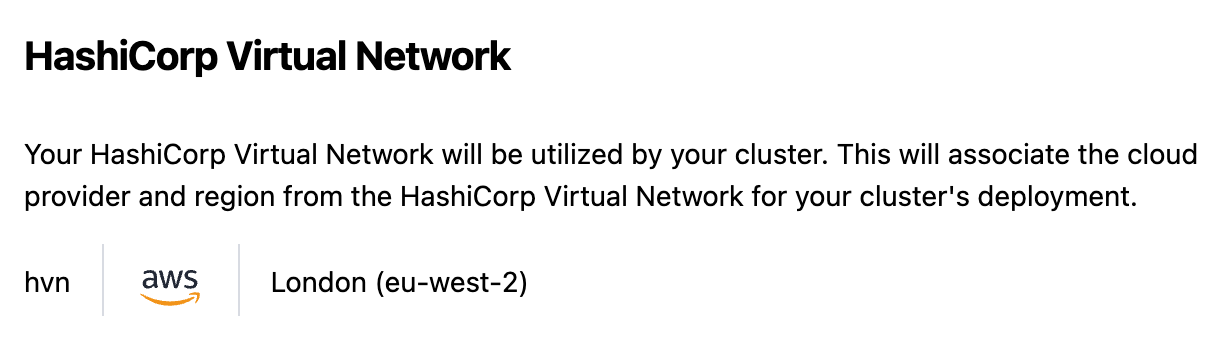 HashiCorp Virtual Network
Your HashiCorp Virtual Network will be utilized by your cluster. This will associate the cloud
provider and region from the HashiCorp Virtual Network for your cluster's deployment.
hvn aws London (eu-west-2)